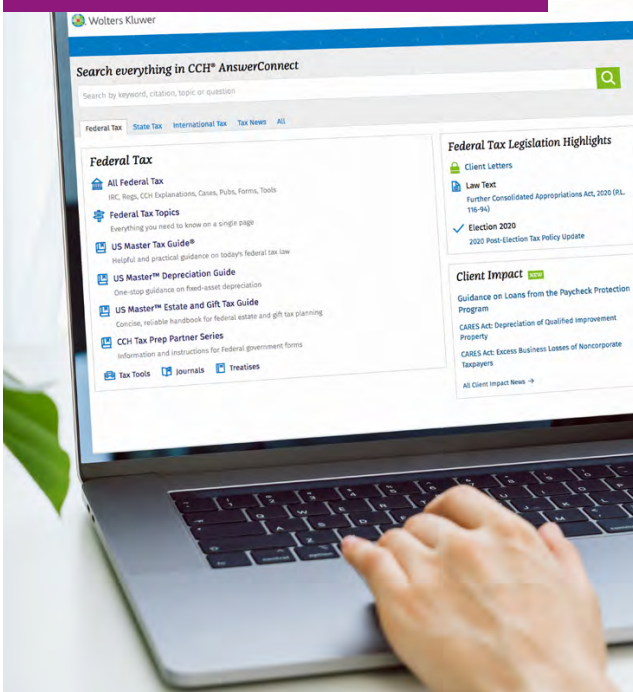 Wolters Kluwer
Search everything in CCH® AnswerConnect
Search by keyword, citation, topic or question
Federal Tax State Tax International Tax Tax News All
Federal Tax
All Federal Tax
IRC, Regs, CCH Explanations, Cases, Pubs, Forms, Tools
Federal Tax Topics
Everything you need to know on a single page
US Master Tax Guide®
Helpful and practical guidance on today's federal tax law
US Master™ Depreciation Guide
One-stop guidance on fixed-asset depreciation
US Master™ Estate and Gift Tax Guide
Concise, reliable handbook for federal estate and gift tax planning
CCH Tax Prep Partner Series
Information and instructions for Federal government forms
Tax Tools Journals Treatises
Federal Tax Legislation Highlights
Client Letters
Law Text
Further Consolidated Appropriations Act, 2020 (P.L.
116-94)
Election 2020
2020 Post-Election Tax Policy Update
Client Impact NEW
Guidance on Loans from the Paycheck Protection
Program
CARES Act: Depreciation of Qualified Improvement
Property
CARES Act: Excess Business Losses of Noncorporate
Taxpayers
All Client Impact News →